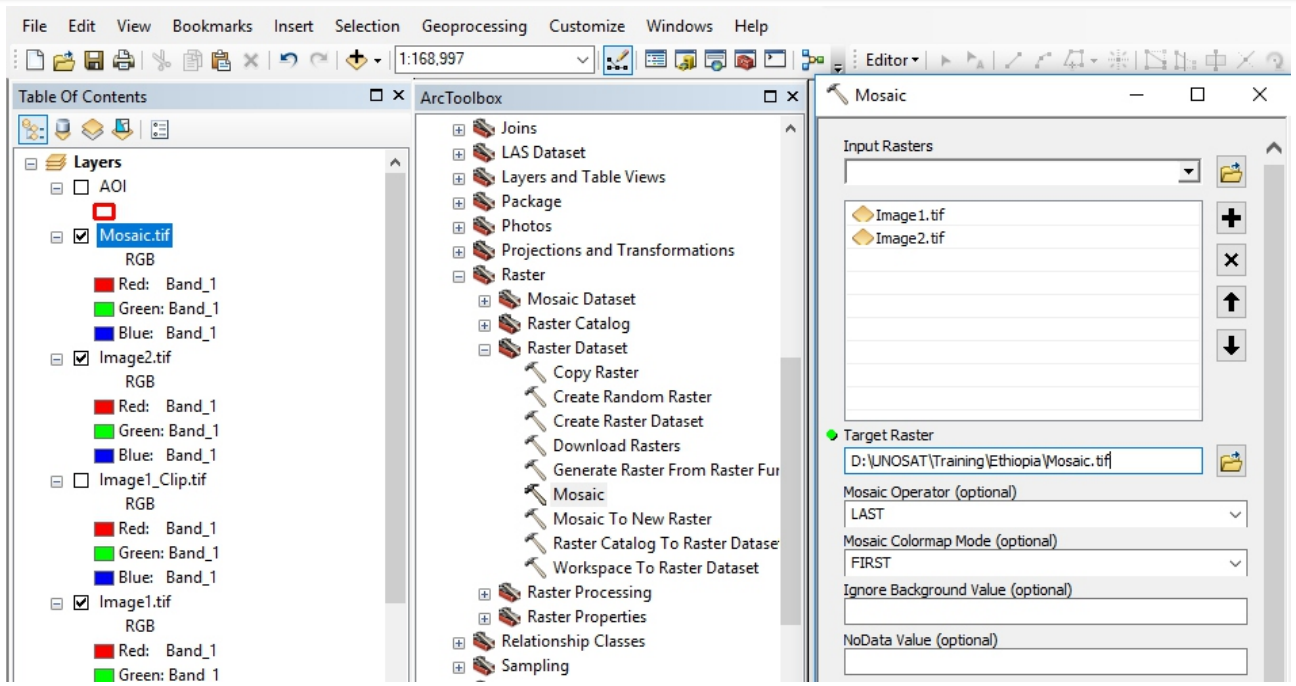 File Edit View Bookmarks Insert Selection Geoprocessing Customize Windows Help
1:168,997
Editor
Table Of Contents
Layers
AOI
Mosaic.tif
RGB
Red: Band_1
Green: Band_1
Blue: Band_1
Image2.tif
RGB
Red: Band_1
Green: Band_1
Blue: Band_1
Image1_Clip.tif
RGB
Red: Band_1
Green: Band_1
Blue: Band_1
Image1.tif
RGB
Red: Band_1
Green: Band_1
ArcToolbox
Joins
LAS Dataset
Layers and Table Views
Package
Photos
Projections and Transformations
Raster
Mosaic Dataset
Raster Catalog
Raster Dataset
Copy Raster
Create Random Raster
Create Raster Dataset
Download Rasters
Generate Raster From Raster Fur
Mosaic
Mosaic To New Raster
Raster Catalog To Raster Datase
Workspace To Raster Dataset
Raster Processing
Raster Properties
Relationship Classes
Sampling
Mosaic
Input Rasters
Image1.tif
Image2.tif
Target Raster
D:\UNOSAT\Training\Ethiopia\Mosaic.tif
Mosaic Operator (optional)
LAST
Mosaic Colormap Mode (optional)
FIRST
Ignore Background Value (optional)
NoData Value (optional)